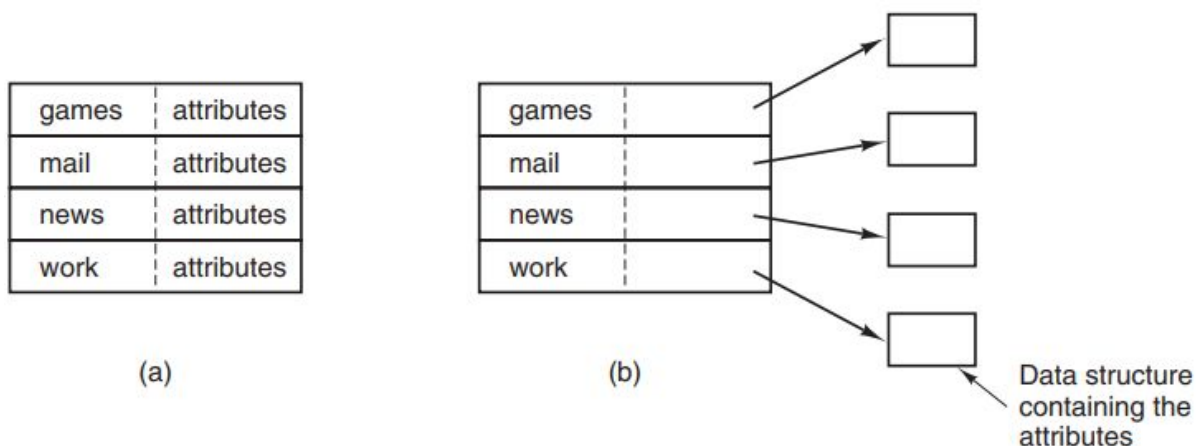 games attributes
mail attributes
news attributes
work attributes
(a)
games
mail
news
work
(b)
Data structure
containing the
attributes